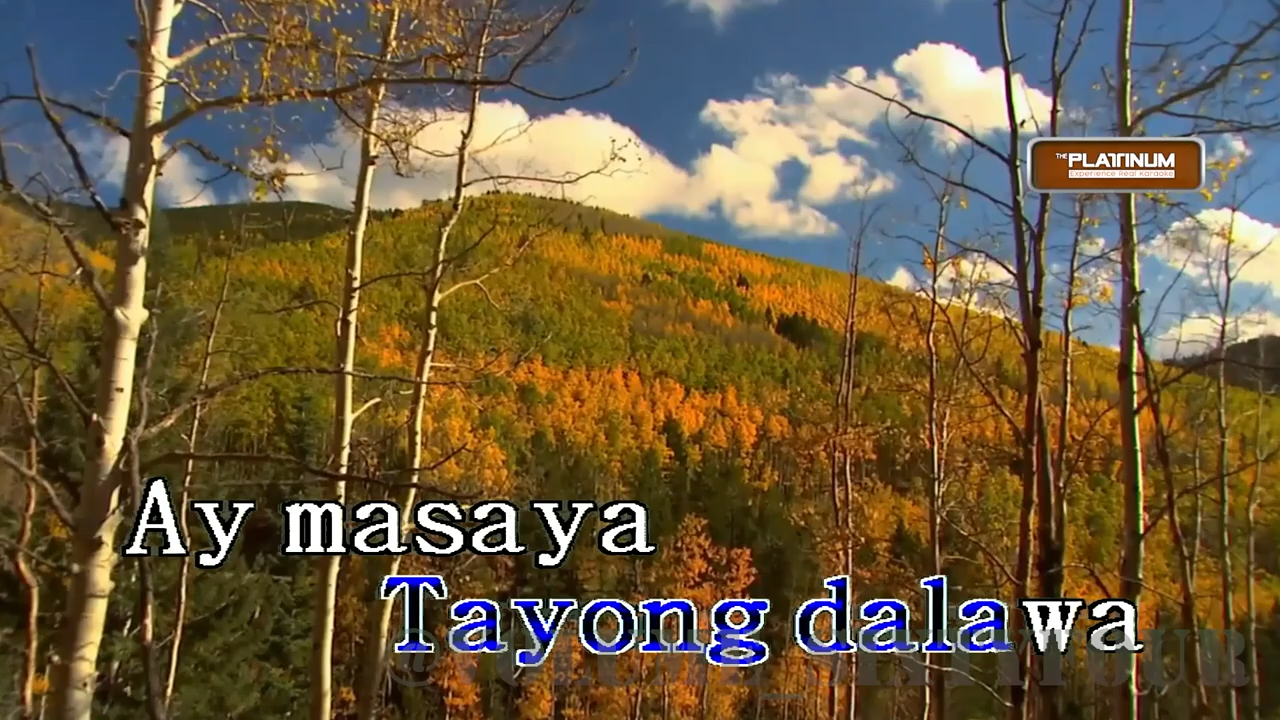 THE PLATINUM
Experience Real Karaoke
Ay masaya
Tayong dalawa